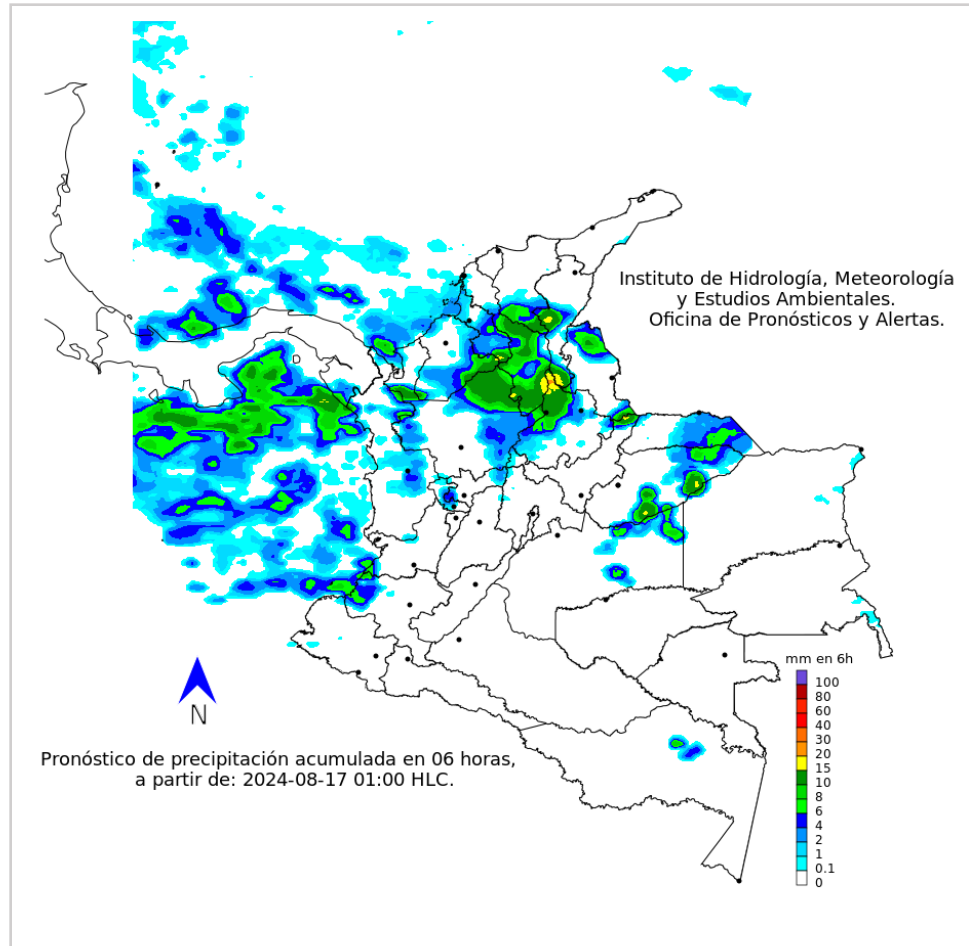 Instituto de Hidrología, Meteorología
y Estudios Ambientales.
Oficina de Pronósticos y Alertas.
mm en 6h
100
80
60
40
30
20
15
10
8
6
4
2
1
0.1
0
N
Pronóstico de precipitación acumulada en 06 horas,
a partir de: 2024-08-17 01:00 HLC.